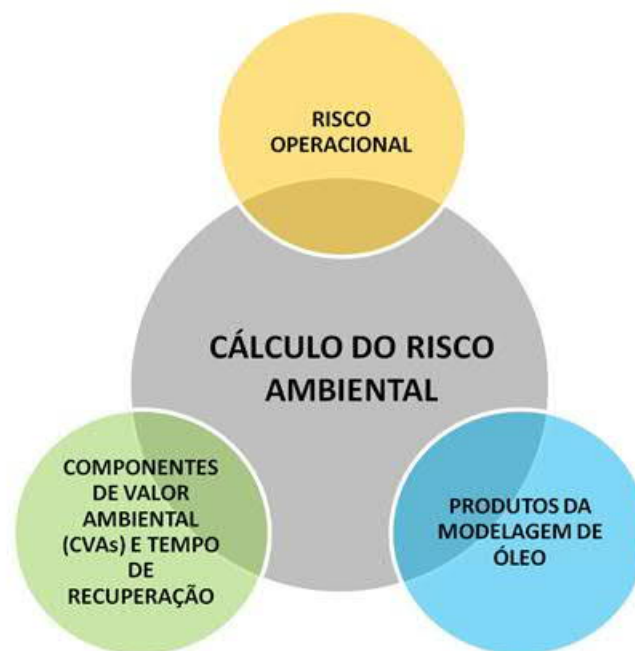 RISCO
OPERACIONAL
CÁLCULO DO RISCO
AMBIENTAL
COMPONENTES
DE VALOR
AMBIENTAL
(CVAs) E TEMPO
DE
RECUPERAÇÃO
PRODUTOS DA
MODELAGEM DE
ÓLEO